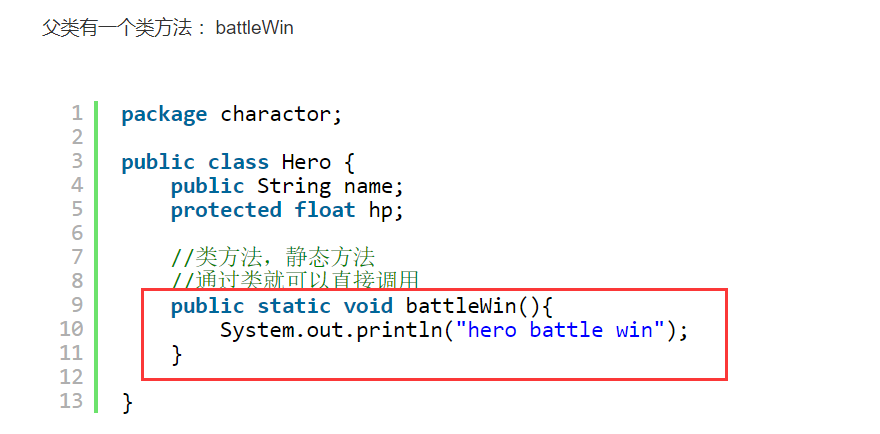 父类有一个类方法： battleWin
1 package charactor;
2
3 public class Hero {
4     public String name;
5     protected float hp;
6
7     //类方法，静态方法
8     //通过类就可以直接调用
9     public static void battleWin(){
10         System.out.println("hero battle win");
11     }
12
13 }